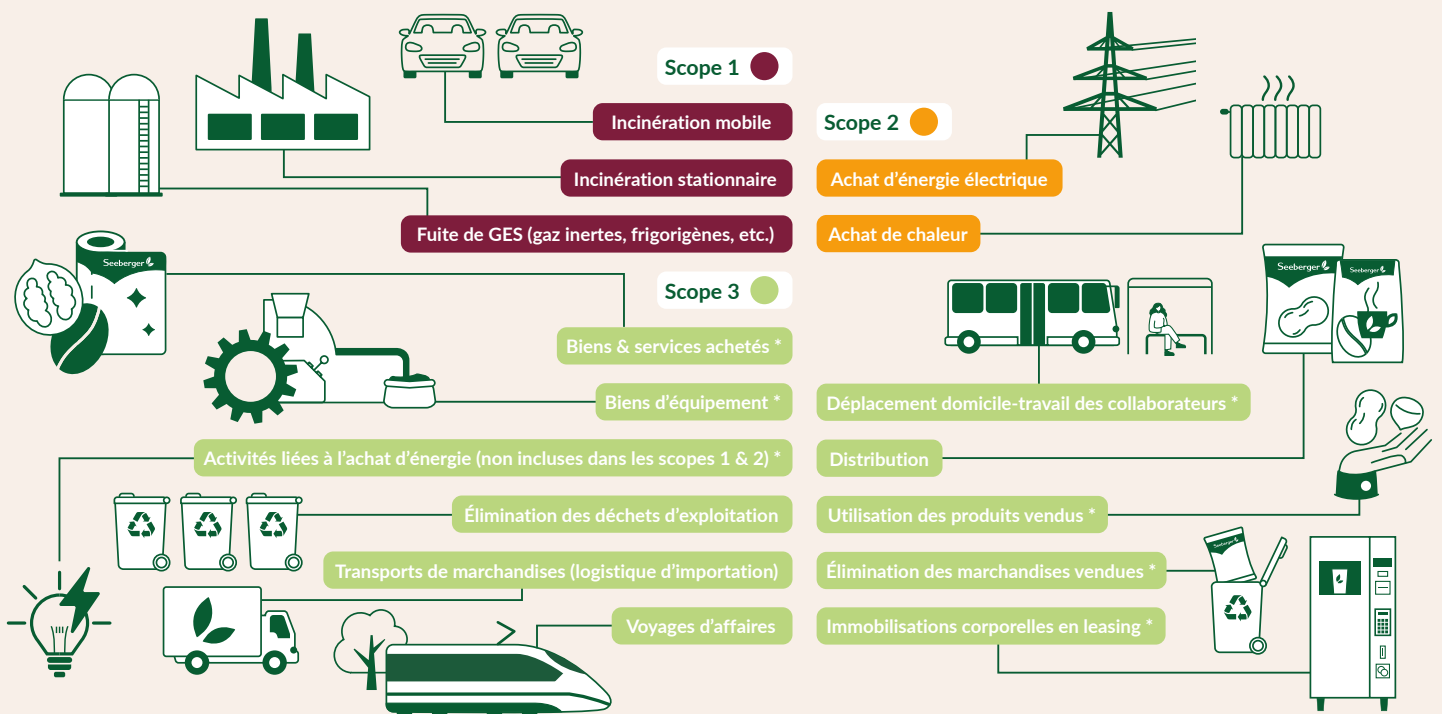 Scope 1
Incinération mobile
Scope 2
Incinération stationnaire
Achat d’énergie électrique
Fuite de GES (gaz inertes, frigorigènes, etc.)
Achat de chaleur
Seeberger
Seeberger
Seeberger
Scope 3
Biens & services achetés *
Biens d’équipement *
Déplacement domicile-travail des collaborateurs *
Activités liées à l’achat d’énergie (non incluses dans les scopes 1 & 2) *
Distribution
Élimination des déchets d’exploitation
Utilisation des produits vendus *
Seeberger
Transports de marchandises (logistique d’importation)
Élimination des marchandises vendues *
Voyages d’affaires
Immobilisations corporelles en leasing *